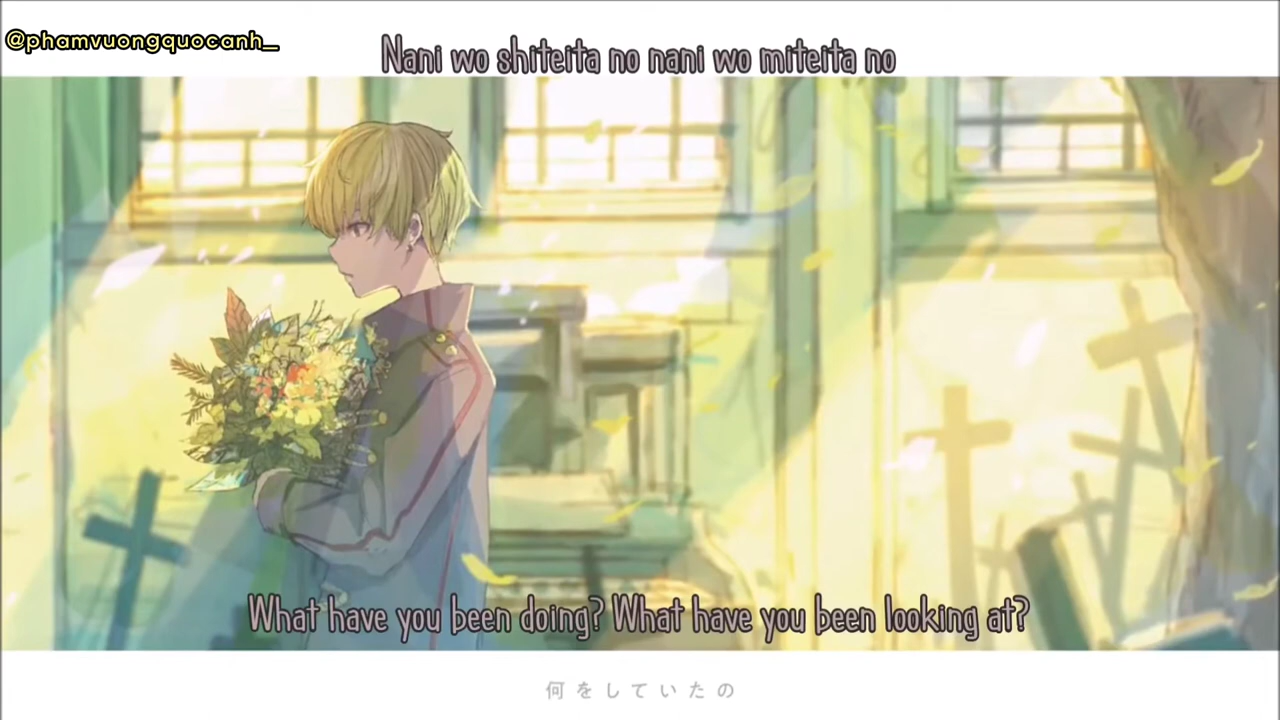 @phamvuongquocanh_
Nani wo shiteita no nani wo miteita no
What have you been doing? What have you been looking at?
何をしていたの